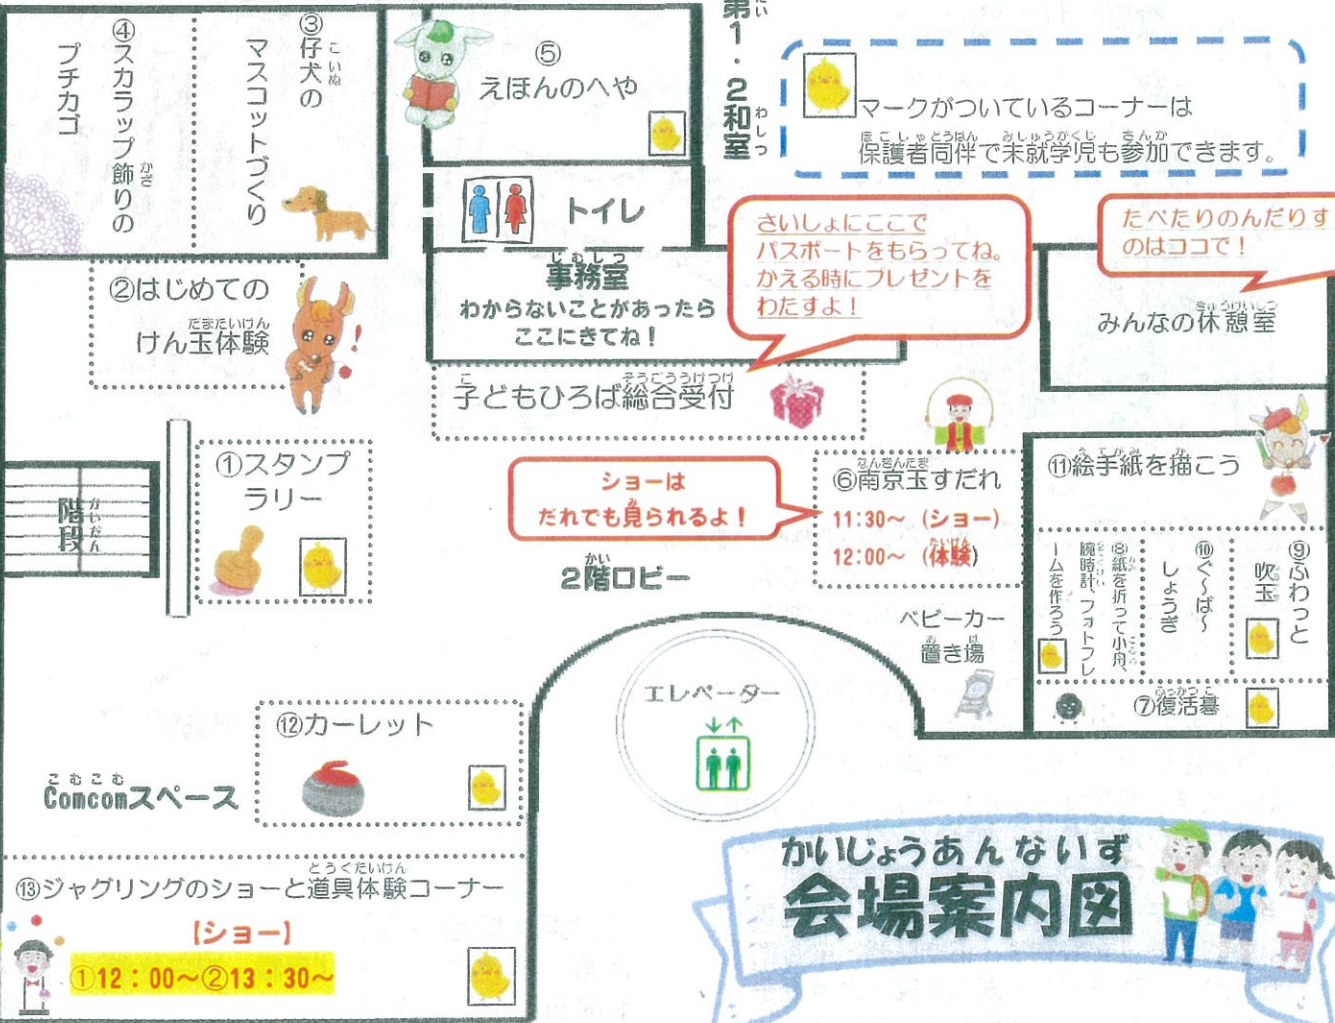 ④スカラップ飾りの
プチカゴ
③仔犬の
マスコットづくり
⑤
えほんのへや
第1・2和室
マークがついているコーナーは
保護者同伴で未就学児も参加できます。
トイレ
さいしょにここで
パスポートをもらってね。
かえる時にプレゼントを
わたすよ！
たべたりのんだりす
のはココで！
事務室
わからないことがあったら
ここにきてね！
みんなの休憩室
②はじめての
けん玉体験
子どもひろば総合受付
①スタンプ
ラリー
階段
ショーは
だれでも見られるよ！
⑥南京玉すだれ
11:30～（ショー）
12:00～（体験）
⑪絵手紙を描こう
2階ロビー
⑨ふわっと
吹玉
⑩ぐ～ぱ～
しょうぎ
⑧紙を折って小舟、
腕時計、フォトフレ
ームを作ろう
⑦復活碁
ベビーカー
置き場
エレベーター
⑫カーレット
Comcomスペース
⑬ジャグリングのショーと道具体験コーナー
【ショー】
①12：00～②13：30～
かいじょうあんないず
会場案内図